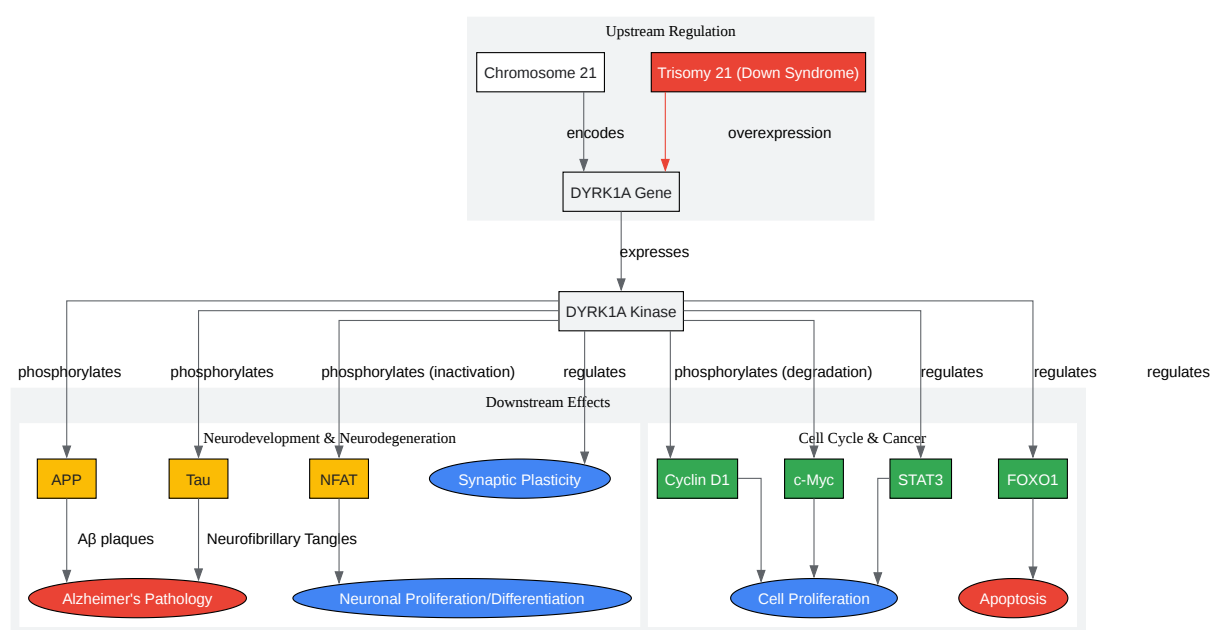 Upstream Regulation
Chromosome 21
Trisomy 21 (Down Syndrome)
encodes
overexpression
DYRK1A Gene
expresses
DYRK1A Kinase
phosphorylates
phosphorylates
phosphorylates (inactivation)
regulates
phosphorylates (degradation)
regulates
regulates
regulates
Downstream Effects
Neurodevelopment & Neurodegeneration
Cell Cycle & Cancer
APP
Tau
NFAT
Synaptic Plasticity
Cyclin D1
c-Myc
STAT3
FOXO1
Aβ plaques
Neurofibrillary Tangles
Alzheimer's Pathology
Neuronal Proliferation/Differentiation
Cell Proliferation
Apoptosis